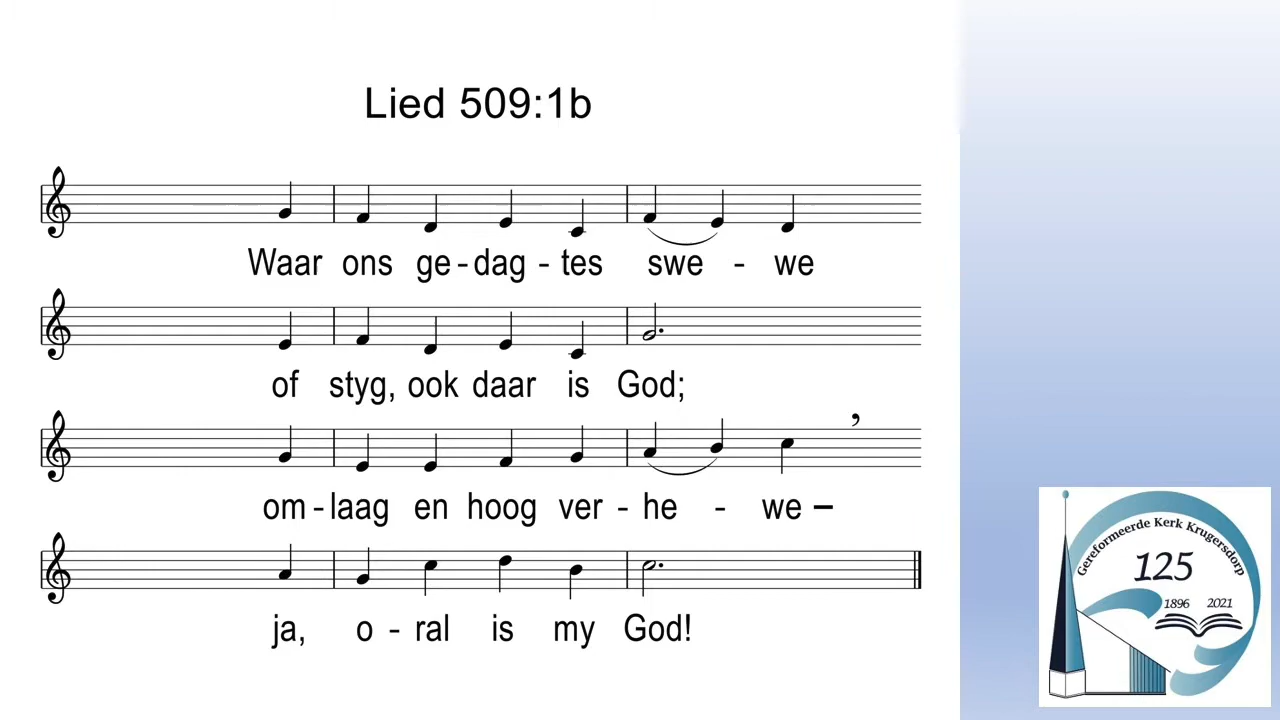 Lied 509:1b
Waar ons ge-dag-tes swe - we
of styg, ook daar is God;
om-laag en hoog ver-he - we –
ja, o-ral is my God!
Gereformeerde Kerk Krugersdorp
125
1896 2021